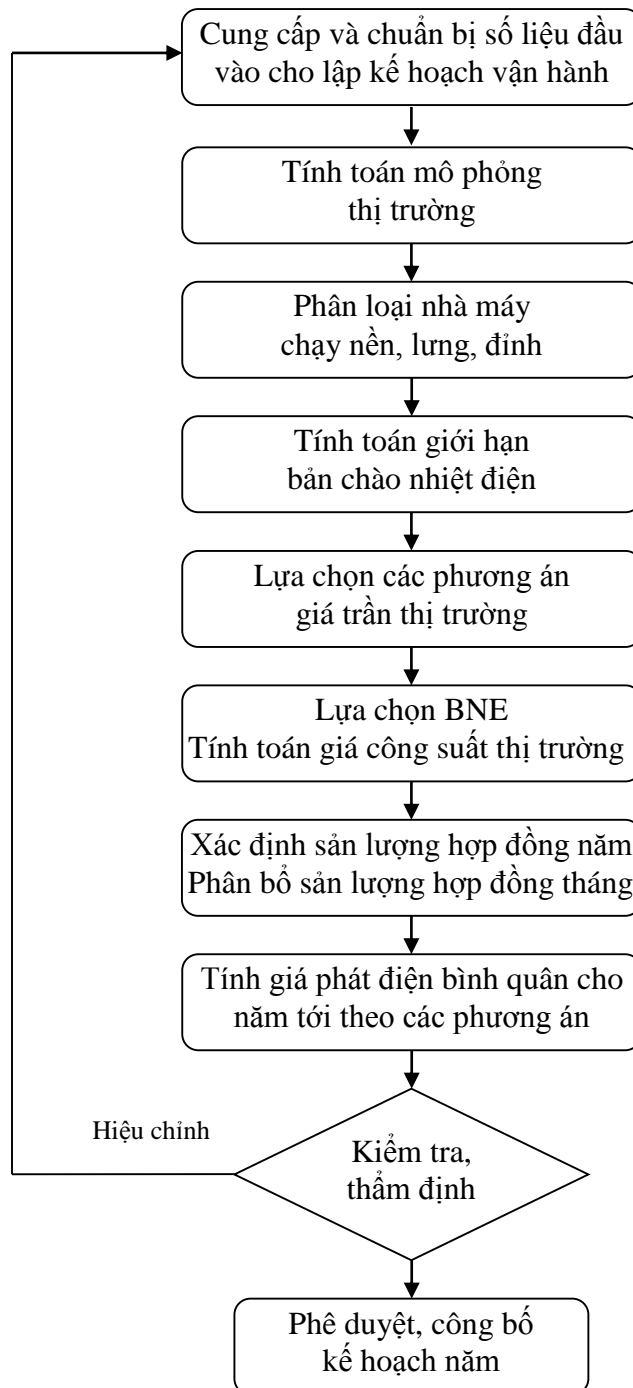 Cung cấp và chuẩn bị số liệu đầu
vào cho lập kế hoạch vận hành
Tính toán mô phỏng
thị trường
Phân loại nhà máy
chạy nền, lưng, đỉnh
Tính toán giới hạn
bản chào nhiệt điện
Lựa chọn các phương án
giá trần thị trường
Lựa chọn BNE
Tính toán giá công suất thị trường
Xác định sản lượng hợp đồng năm
Phân bổ sản lượng hợp đồng tháng
Tính giá phát điện bình quân cho
năm tới theo các phương án
Hiệu chỉnh
Kiểm tra,
thẩm định
Phê duyệt, công bố
kế hoạch năm